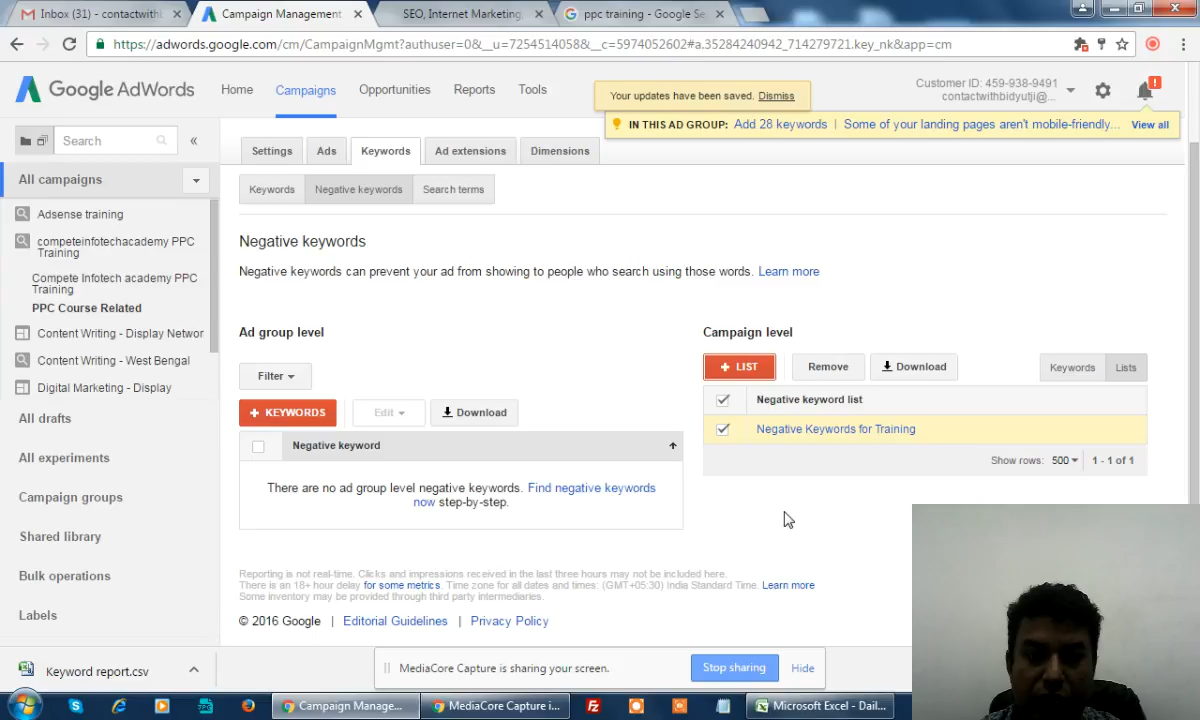 Inbox (31) - contactwithl
Campaign Management
SEO, Internet Marketing,
ppc training - Google Se
https://adwords.google.com/cm/CampaignMgmt?authuser=0&__u=7254514058&__c=5974052602#a.35284240942_714279721.key_nk&app=cm
Google AdWords
Home
Campaigns
Opportunities
Reports
Tools
Your updates have been saved. Dismiss
Customer ID: 459-938-9491
contactwithbidyutji@...
IN THIS AD GROUP: Add 28 keywords | Some of your landing pages aren't mobile-friendly... View all
Search
All campaigns
Adsense training
competeinfotechacademy PPC
Training
Compete Infotech academy PPC
Training
PPC Course Related
Content Writing - Display Networ
Content Writing - West Bengal
Digital Marketing - Display
All drafts
All experiments
Campaign groups
Shared library
Bulk operations
Labels
Settings
Ads
Keywords
Ad extensions
Dimensions
Keywords
Negative keywords
Search terms
Negative keywords
Negative keywords can prevent your ad from showing to people who search using those words. Learn more
Ad group level
Filter
+ KEYWORDS
Edit
Download
Negative keyword
There are no ad group level negative keywords. Find negative keywords
now step-by-step.
Campaign level
+ LIST
Remove
Download
Keywords
Lists
Negative keyword list
Negative Keywords for Training
Show rows: 500
1 - 1 of 1
Reporting is not real-time. Clicks and impressions received in the last three hours may not be included here.
There is an 18+ hour delay for some metrics. Time zone for all dates and times: (GMT+05:30) India Standard Time. Learn more
Some inventory may be provided through third party intermediaries.
© 2016 Google | Editorial Guidelines | Privacy Policy
Keyword report.csv
MediaCore Capture is sharing your screen.
Stop sharing
Hide
Campaign Manage...
MediaCore Capture i...
Microsoft Excel - Dail...